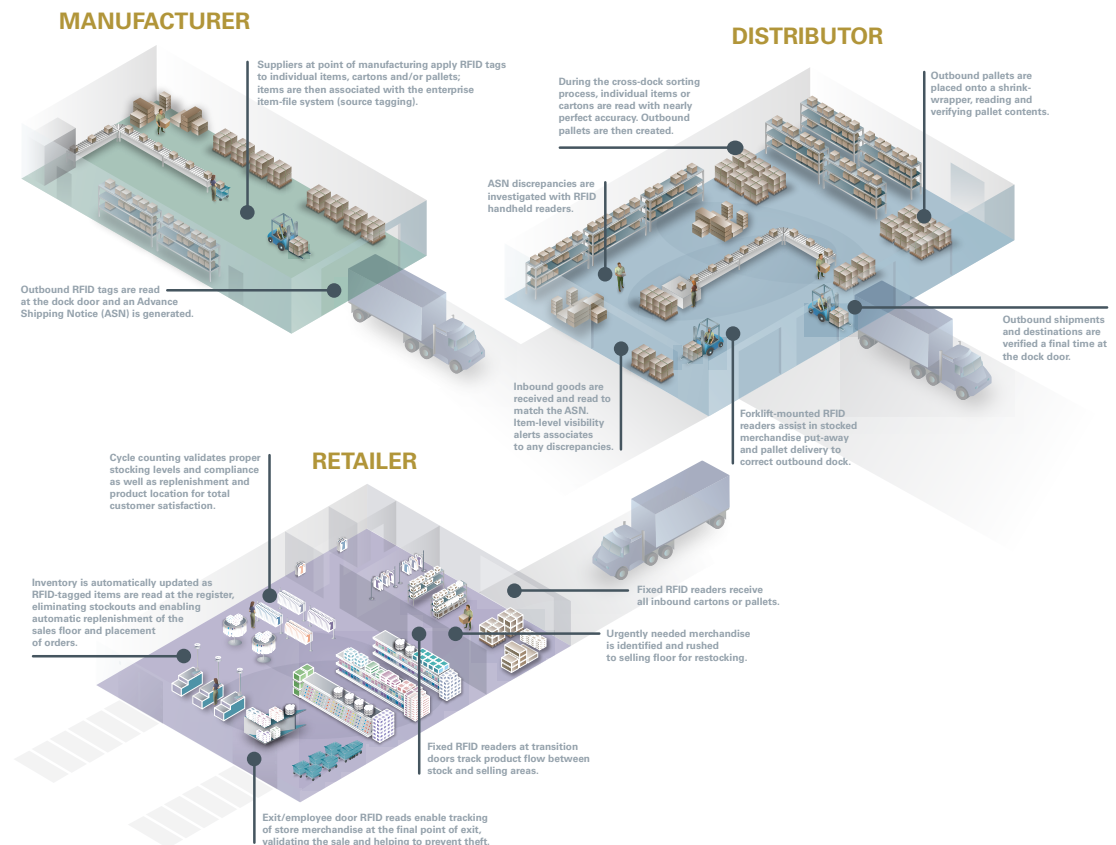 MANUFACTURER
Suppliers at point of manufacturing apply RFID tags
to individual items, cartons and/or pallets;
items are then associated with the enterprise
item-file system (source tagging).
Outbound RFID tags are read
at the dock door and an Advance
Shipping Notice (ASN) is generated.
DISTRIBUTOR
During the cross-dock sorting
process, individual items or
cartons are read with nearly
perfect accuracy. Outbound
pallets are then created.
Outbound pallets are
placed onto a shrink-
wrapper, reading and
verifying pallet contents.
ASN discrepancies are
investigated with RFID
handheld readers.
Outbound shipments
and destinations are
verified a final time at
the dock door.
Inbound goods are
received and read to
match the ASN.
Item-level visibility
alerts associates
to any discrepancies.
Forklift-mounted RFID
readers assist in stocked
merchandise put-away
and pallet delivery to
correct outbound dock.
RETAILER
Cycle counting validates proper
stocking levels and compliance
as well as replenishment and
product location for total
customer satisfaction.
Inventory is automatically updated as
RFID-tagged items are read at the register,
eliminating stockouts and enabling
automatic replenishment of the
sales floor and placement
of orders.
Fixed RFID readers receive
all inbound cartons or pallets.
Urgently needed merchandise
is identified and rushed
to selling floor for restocking.
Fixed RFID readers at transition
doors track product flow between
stock and selling areas.
Exit/employee door RFID reads enable tracking
of store merchandise at the final point of exit,
validating the sale and helping to prevent theft.